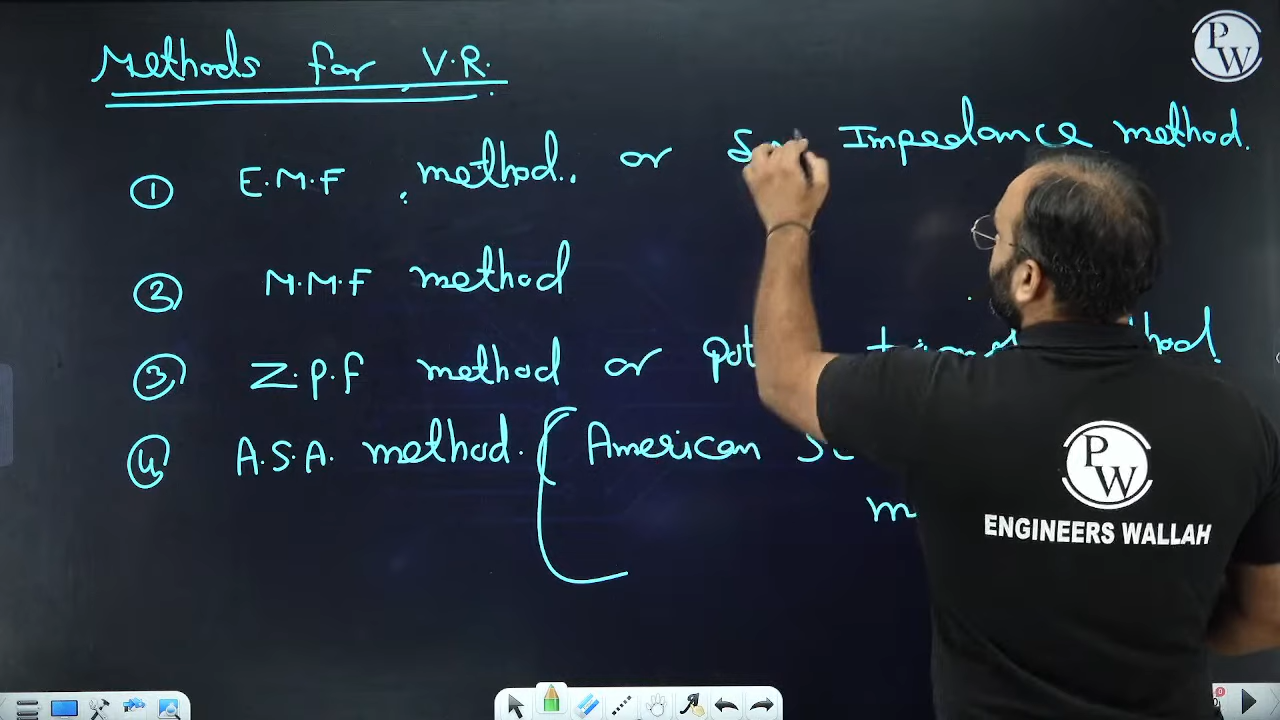 Methods for V.R.
① E.M.F method. or Impedance method.
② M.M.F method
③ Z.P.F method or
④ A.S.A. method. ( American
PW
PW
ENGINEERS WALLAH